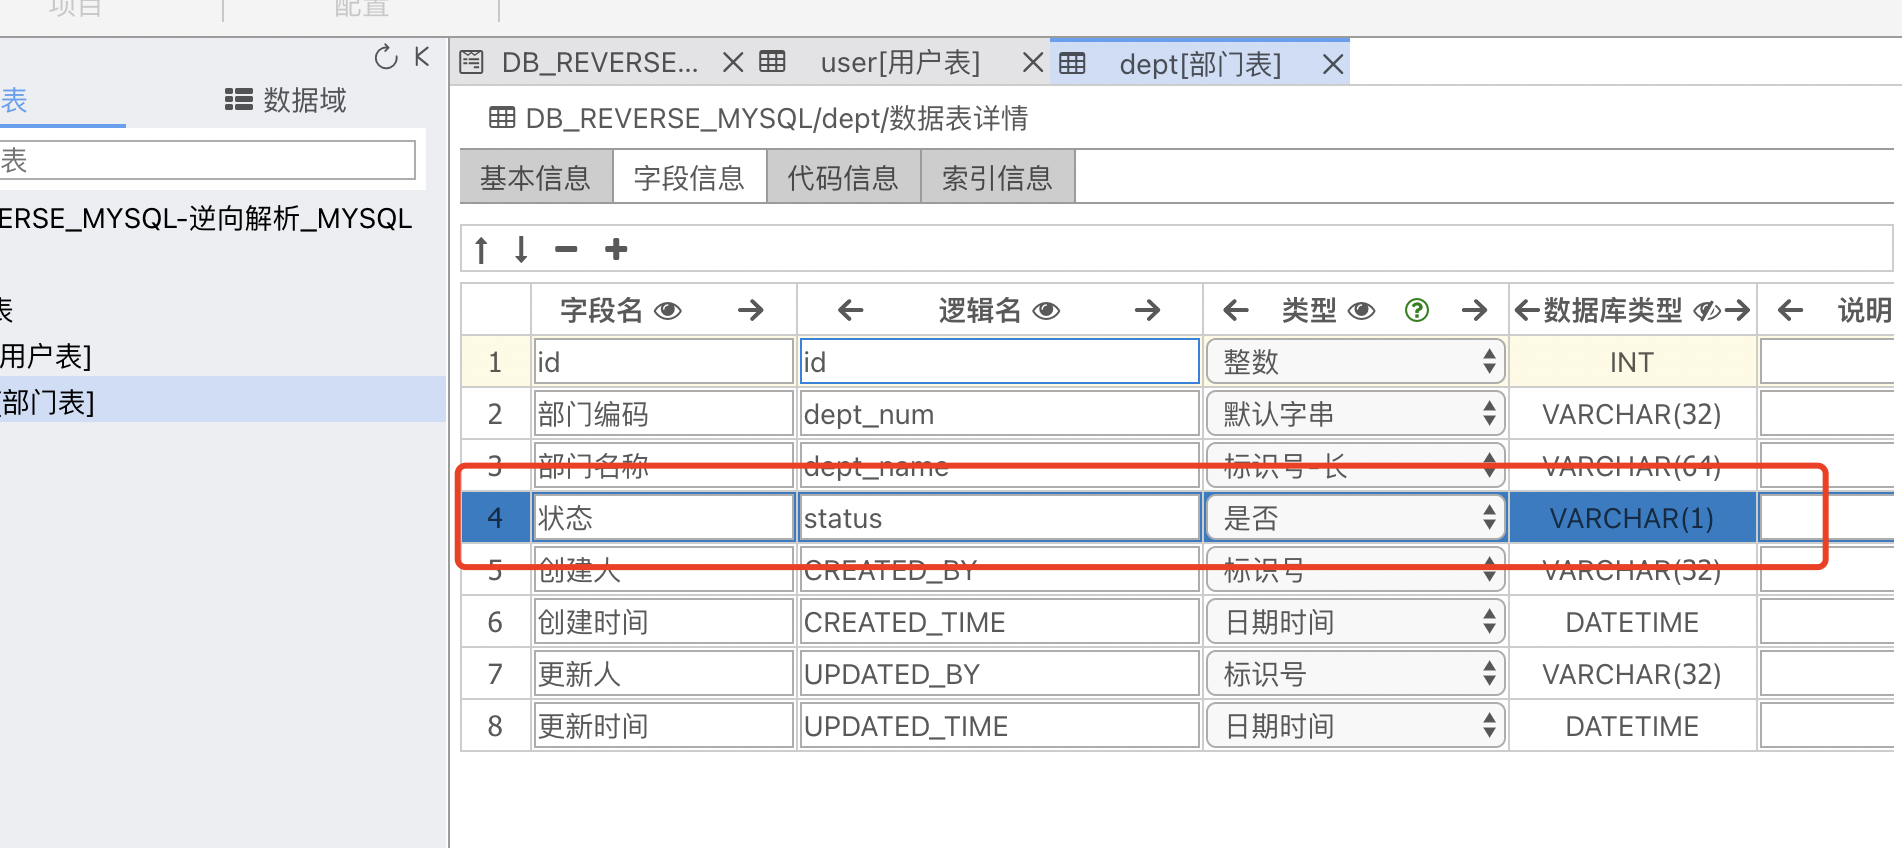 项目 配置
DB_REVERSE... user[用户表] dept[部门表]
表 数据域
表
ERSE_MYSQL-逆向解析_MYSQL
表
用户表]
[部门表]
DB_REVERSE_MYSQL/dept/数据表详情
基本信息 字段信息 代码信息 索引信息
字段名 逻辑名 类型 数据库类型 说明
1 id id 整数 INT
2 部门编码 dept_num 默认字串 VARCHAR(32)
3 部门名称 dept_name 标识号-长 VARCHAR(64)
4 状态 status 是否 VARCHAR(1)
5 创建人 CREATED_BY 标识号 VARCHAR(32)
6 创建时间 CREATED_TIME 日期时间 DATETIME
7 更新人 UPDATED_BY 标识号 VARCHAR(32)
8 更新时间 UPDATED_TIME 日期时间 DATETIME